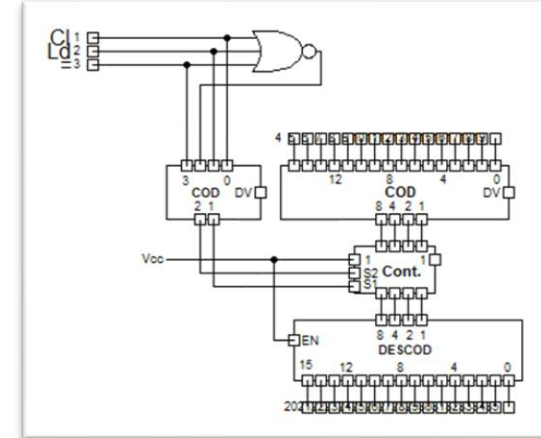 Cl 1
Ld 2
= 3
4
3 0
COD DV
2 1
12 8 4 0
COD DV
8 4 2 1
Vcc
1 1
S2 Cont.
S1
8 4 2 1
EN DESCOD
15 12 8 4 0